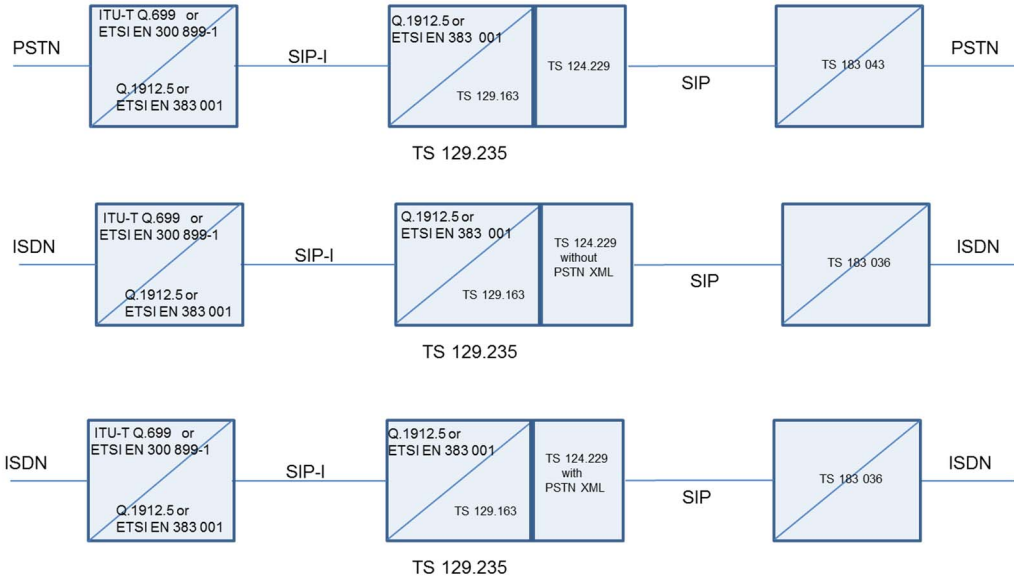 ITU-T Q.699 or
ETSI EN 300 899-1
Q.1912.5 or
ETSI EN 383 001
PSTN
SIP-I
Q.1912.5 or
ETSI EN 383 001
TS 129.163
TS 124.229
SIP
TS 183 043
PSTN
TS 129.235
ITU-T Q.699 or
ETSI EN 300 899-1
Q.1912.5 or
ETSI EN 383 001
ISDN
SIP-I
Q.1912.5 or
ETSI EN 383 001
TS 129.163
TS 124.229
without
PSTN XML
SIP
TS 183 036
ISDN
TS 129.235
ITU-T Q.699 or
ETSI EN 300 899-1
Q.1912.5 or
ETSI EN 383 001
ISDN
SIP-I
Q.1912.5 or
ETSI EN 383 001
TS 129.163
TS 124.229
with
PSTN XML
SIP
TS 183 036
ISDN
TS 129.235